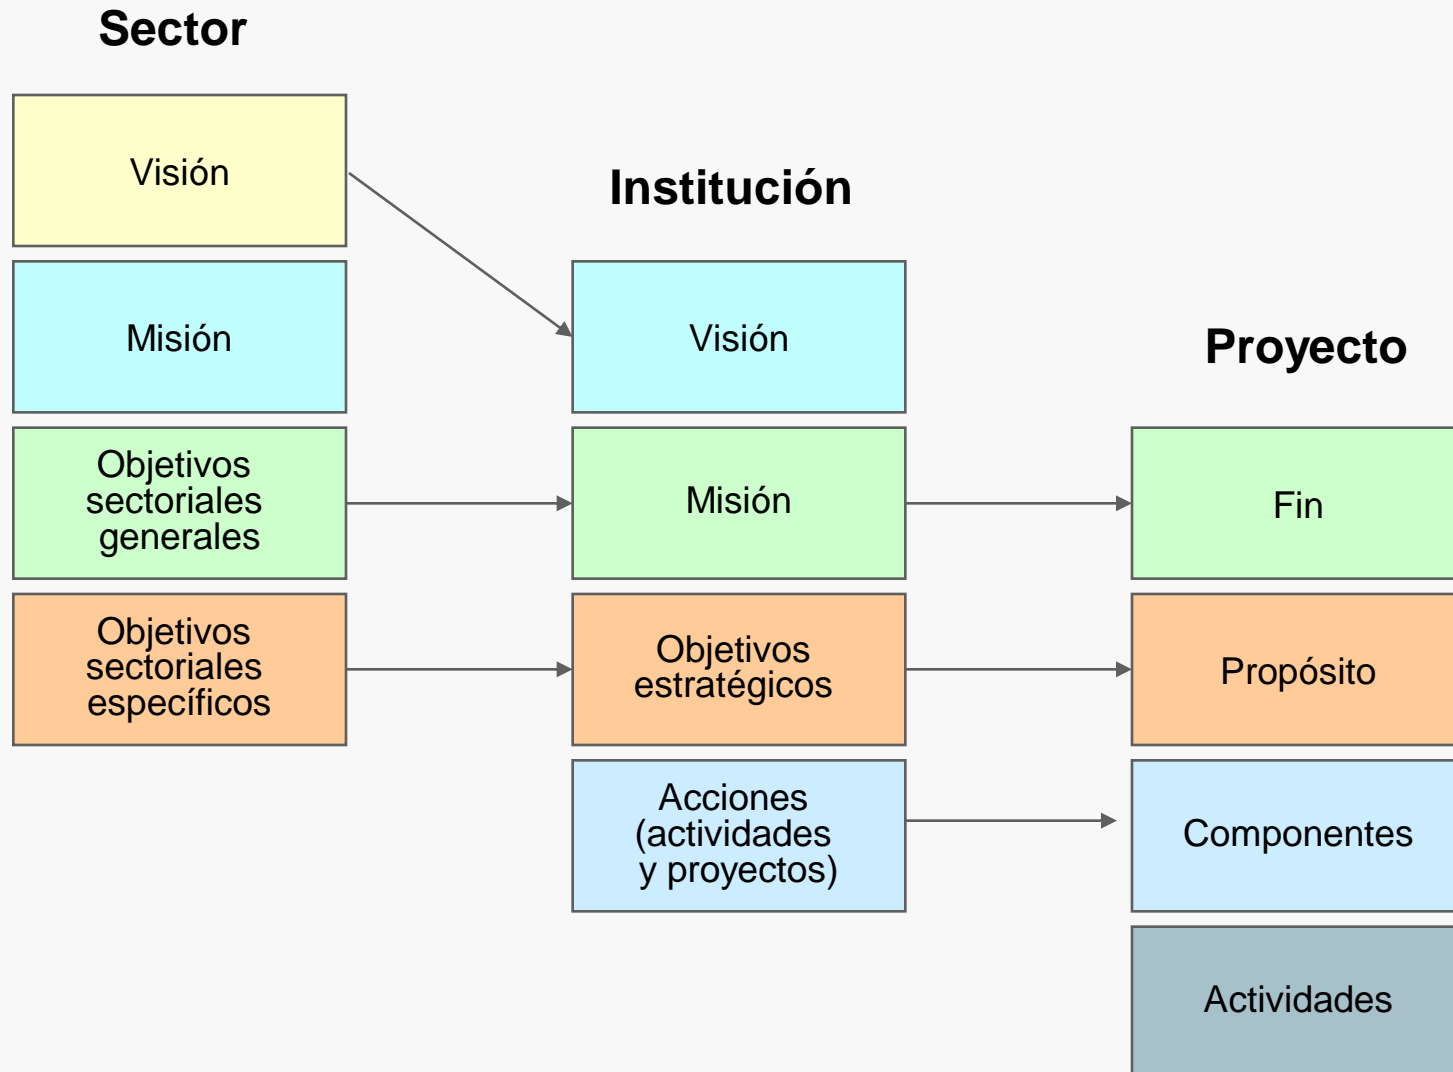 Sector
Visión
Misión
Objetivos
sectoriales
generales
Objetivos
sectoriales
específicos
Institución
Visión
Misión
Objetivos
estratégicos
Acciones
(actividades
y proyectos)
Proyecto
Fin
Propósito
Componentes
Actividades